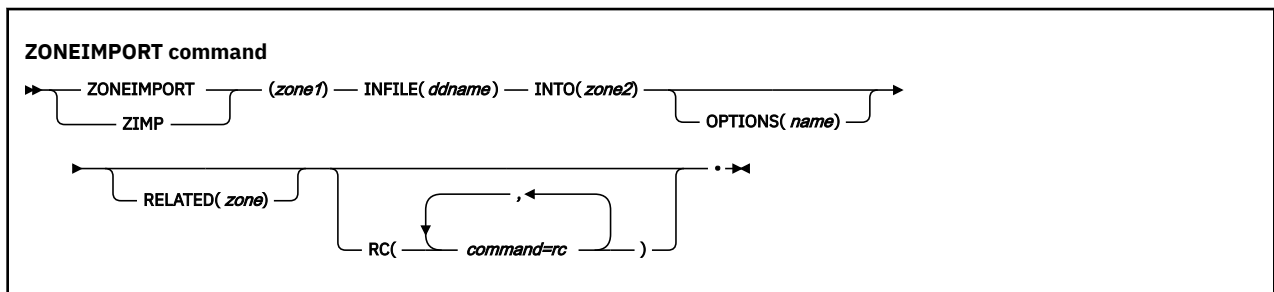 ZONEIMPORT command
ZONEIMPORT (zone1) INFILE( ddname) INTO( zone2)
ZIMP OPTIONS( name)
RELATED( zone) ,
RC( command=rc ) .